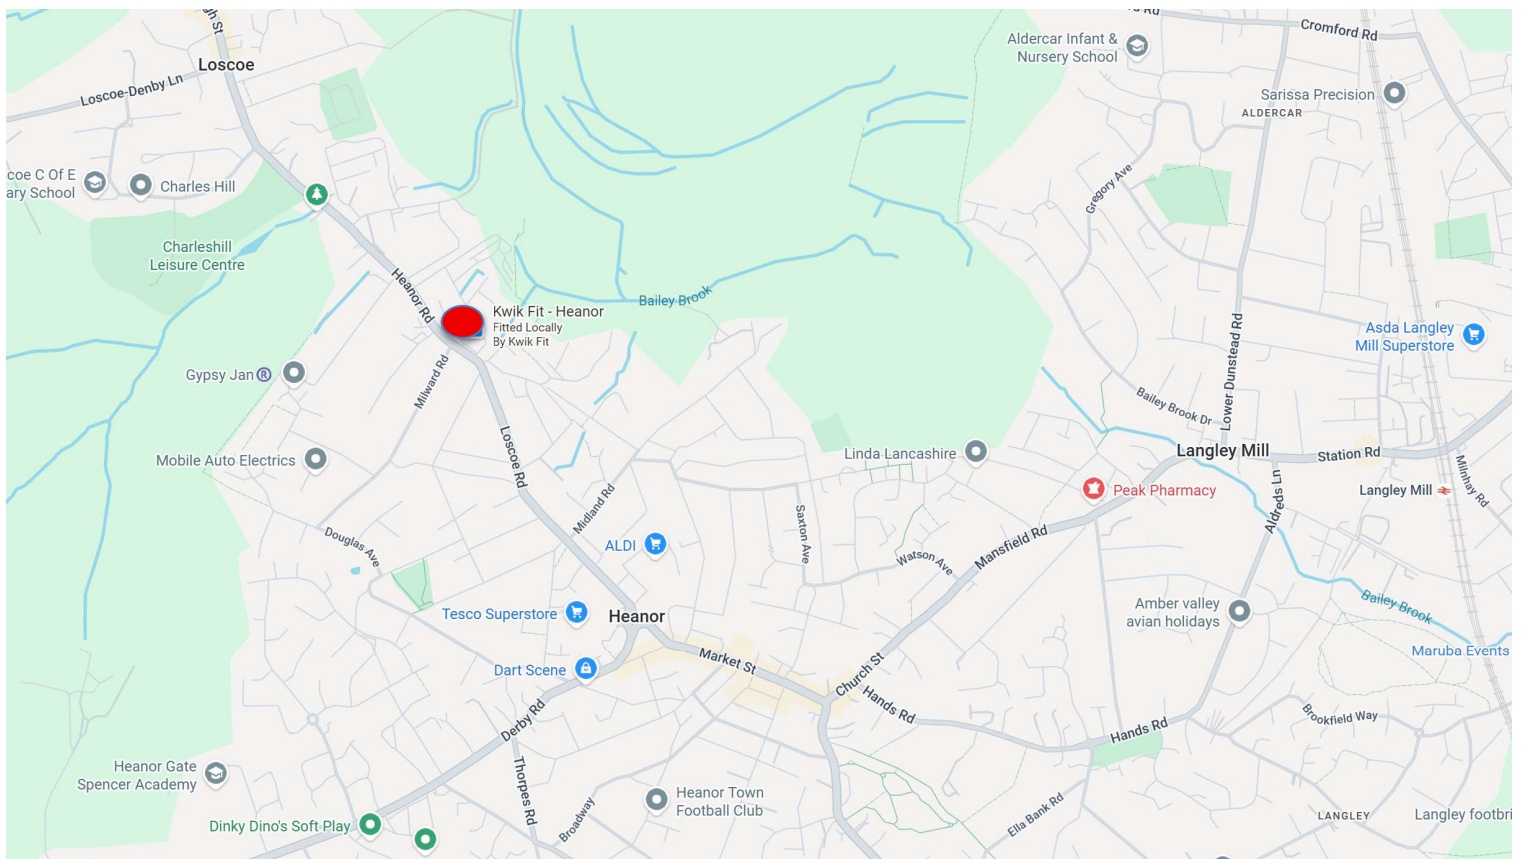 Loscoe
Loscoe-Denby Ln
Cromford Rd
Aldercar Infant &
Nursery School
Sarissa Precision
ALDERCAR
coe C Of E
ary School
Charles Hill
Gregory Ave
Charleshill
Leisure Centre
Heanor Rd
Bailey Brook
Kwik Fit - Heanor
Fitted Locally
By Kwik Fit
Asda Langley
Mill Superstore
Lower Dunstead Rd
Gypsy Jan®
Milward Rd
Bailey Brook Dr
Loscoe Rd
Mobile Auto Electrics
Linda Lancashire
Langley Mill
Station Rd
Milnhay Rd
Langley Mill
Peak Pharmacy
Aldreds Ln
Midland Rd
Saxton Ave
Douglas Ave
ALDI
Watson Ave
Mansfield Rd
Tesco Superstore
Heanor
Amber valley
avian holidays
Bailey Brook
Maruba Events
Dart Scene
Market St
Church St
Hands Rd
Derby Rd
Hands Rd
Brookfield Way
Heanor Gate
Spencer Academy
Thorpes Rd
Heanor Town
Football Club
Broadway
Ella Bank Rd
LANGLEY
Langley footbri
Dinky Dino's Soft Play